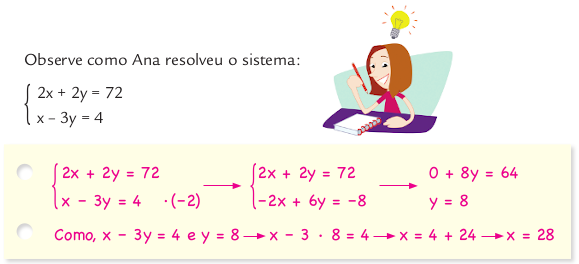 Observe como Ana resolveu o sistema:
2x + 2y = 72
x – 3y = 4
2x + 2y = 72 2x + 2y = 72 0 + 8y = 64
x - 3y = 4 ·(-2) → -2x + 6y = -8 → y = 8
Como, x - 3y = 4 e y = 8 → x - 3 · 8 = 4 → x = 4 + 24 → x = 28